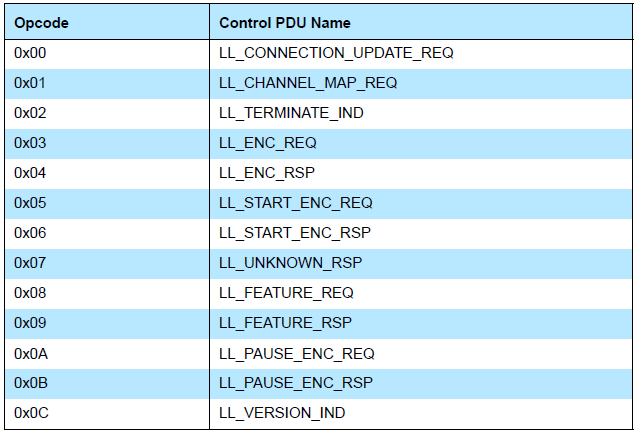 Opcode Control PDU Name
0x00 LL_CONNECTION_UPDATE_REQ
0x01 LL_CHANNEL_MAP_REQ
0x02 LL_TERMINATE_IND
0x03 LL_ENC_REQ
0x04 LL_ENC_RSP
0x05 LL_START_ENC_REQ
0x06 LL_START_ENC_RSP
0x07 LL_UNKNOWN_RSP
0x08 LL_FEATURE_REQ
0x09 LL_FEATURE_RSP
0x0A LL_PAUSE_ENC_REQ
0x0B LL_PAUSE_ENC_RSP
0x0C LL_VERSION_IND